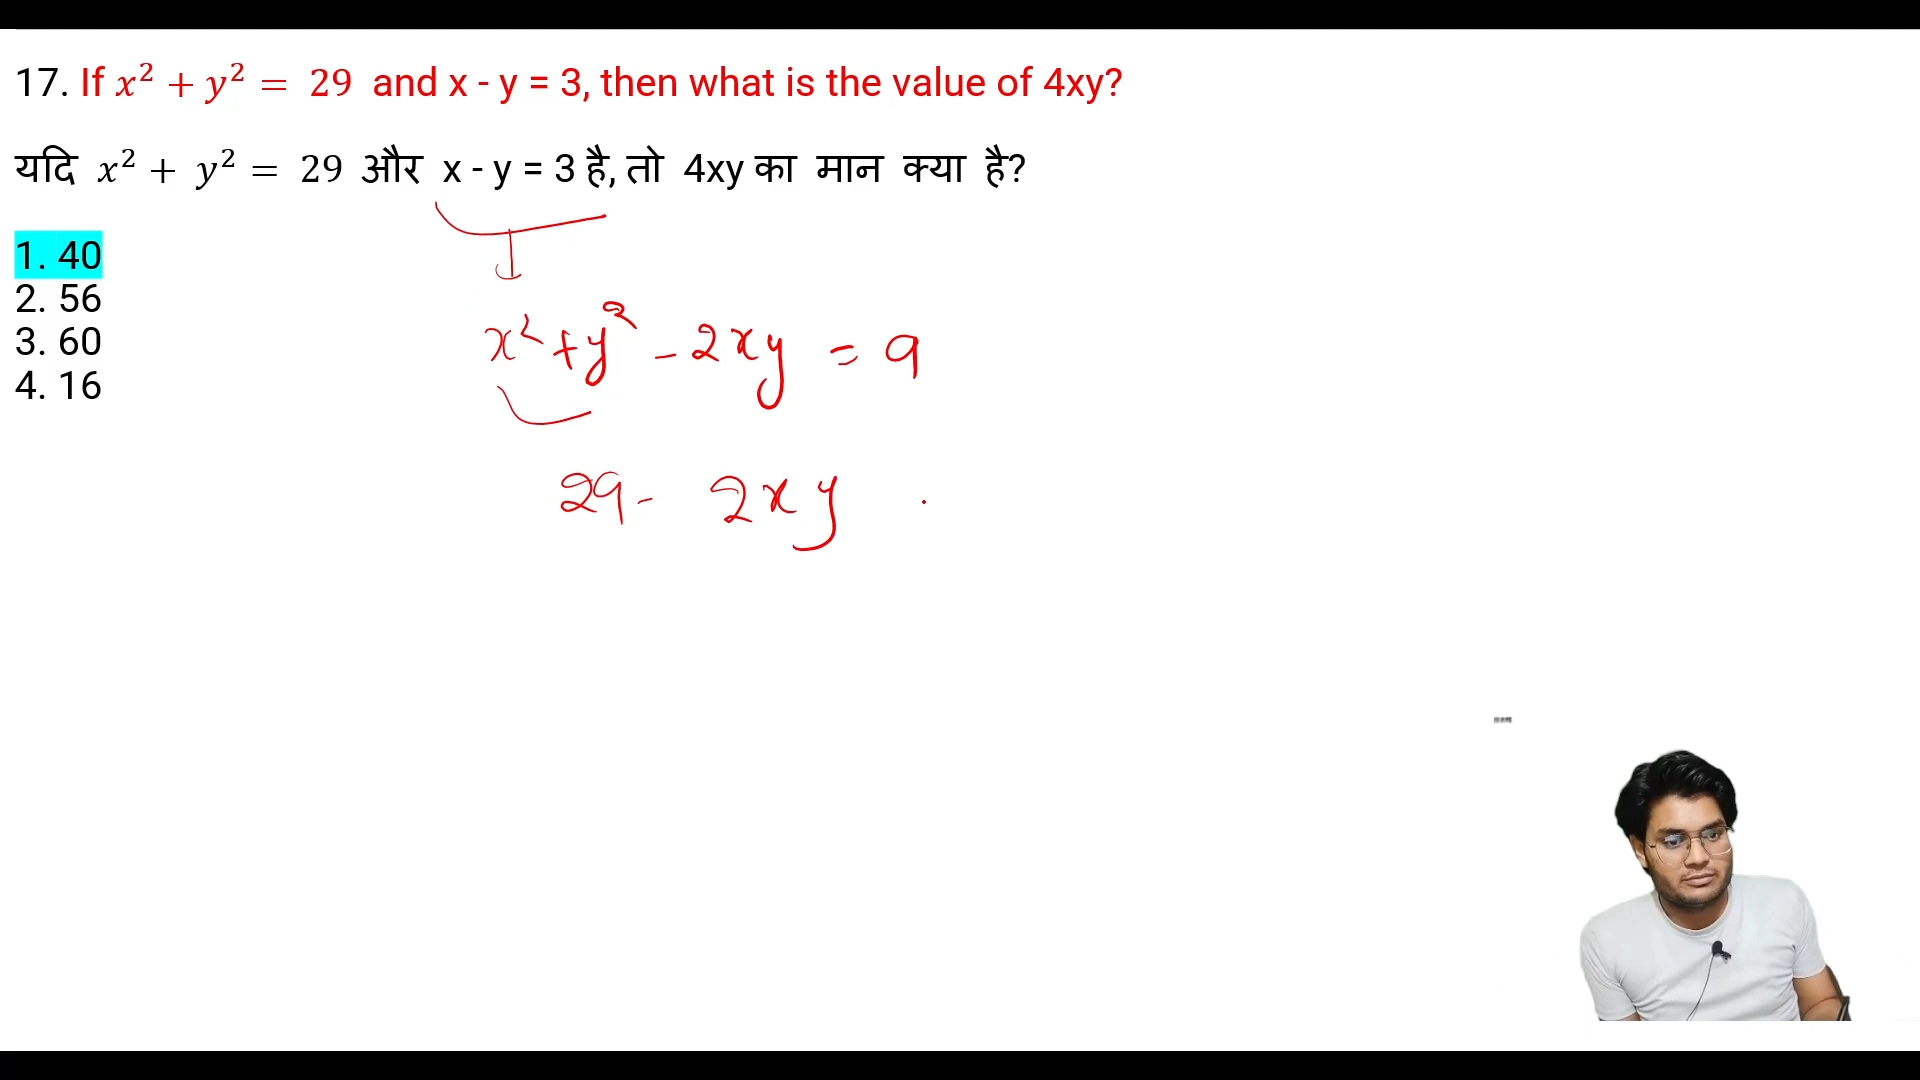 17. If x² + y² = 29 and x - y = 3, then what is the value of 4xy?
यदि x² + y² = 29 और x - y = 3 है, तो 4xy का मान क्या है?
1. 40
2. 56
3. 60
4. 16
x² + y² - 2xy = 9
29 - 2xy